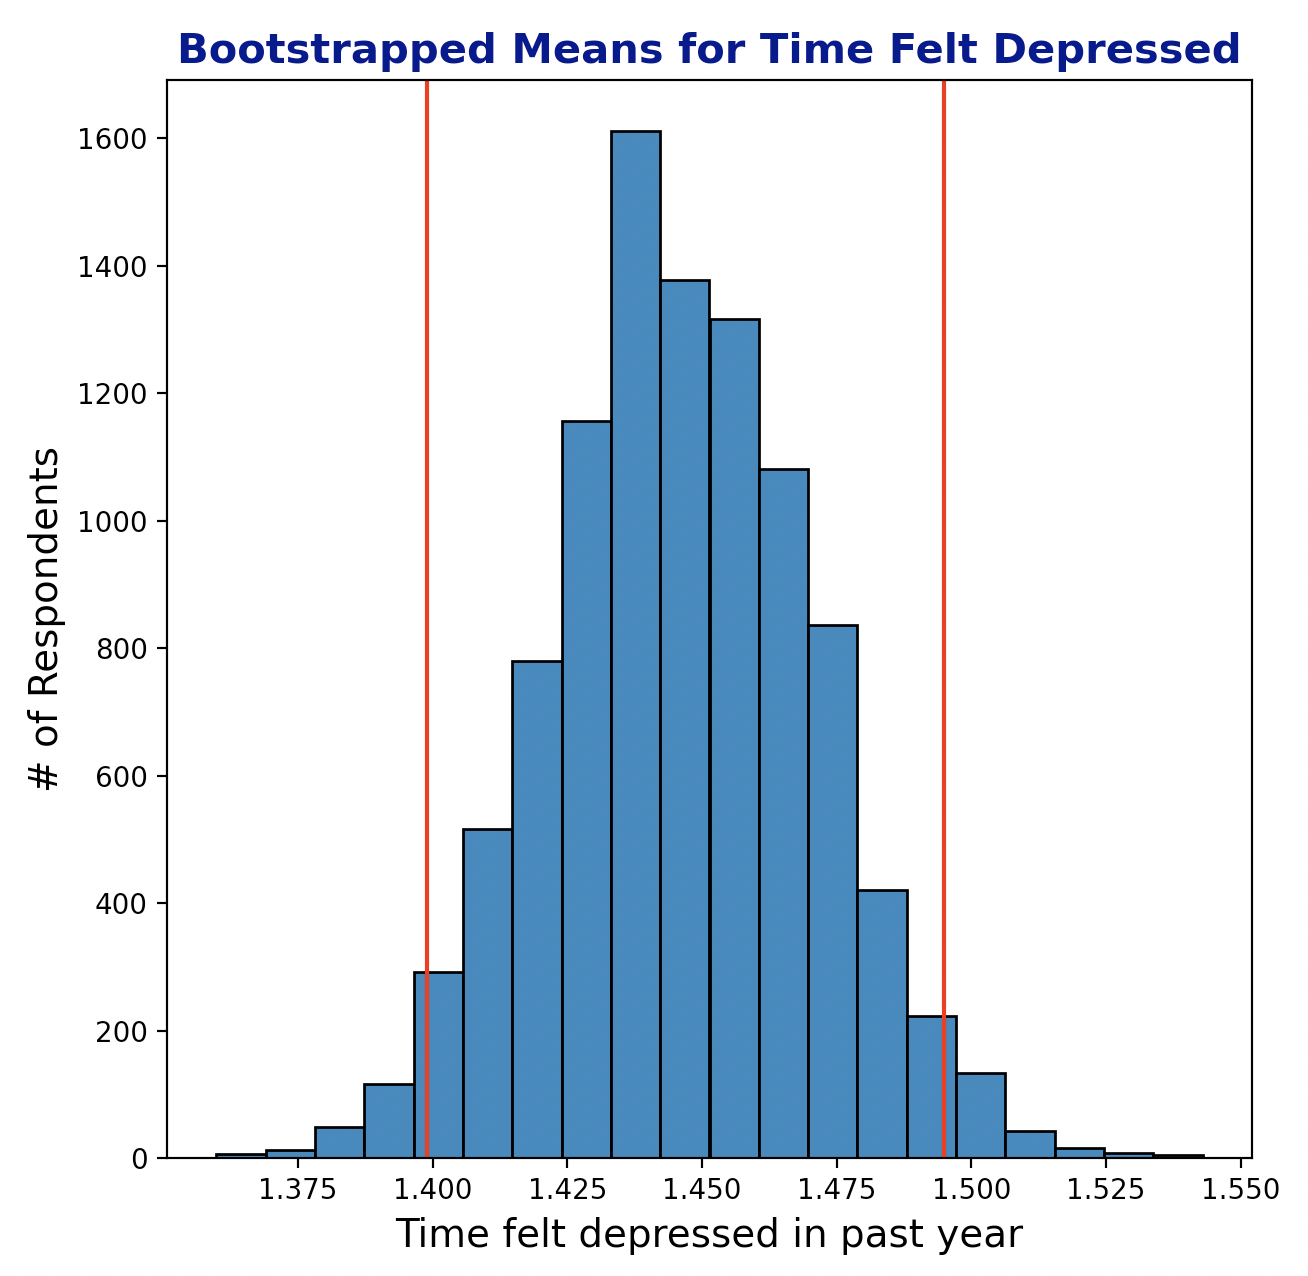 Bootstrapped Means for Time Felt Depressed
# of Respondents
1600
1400
1200
1000
800
600
400
200
0
1.375 1.400 1.425 1.450 1.475 1.500 1.525 1.550
Time felt depressed in past year